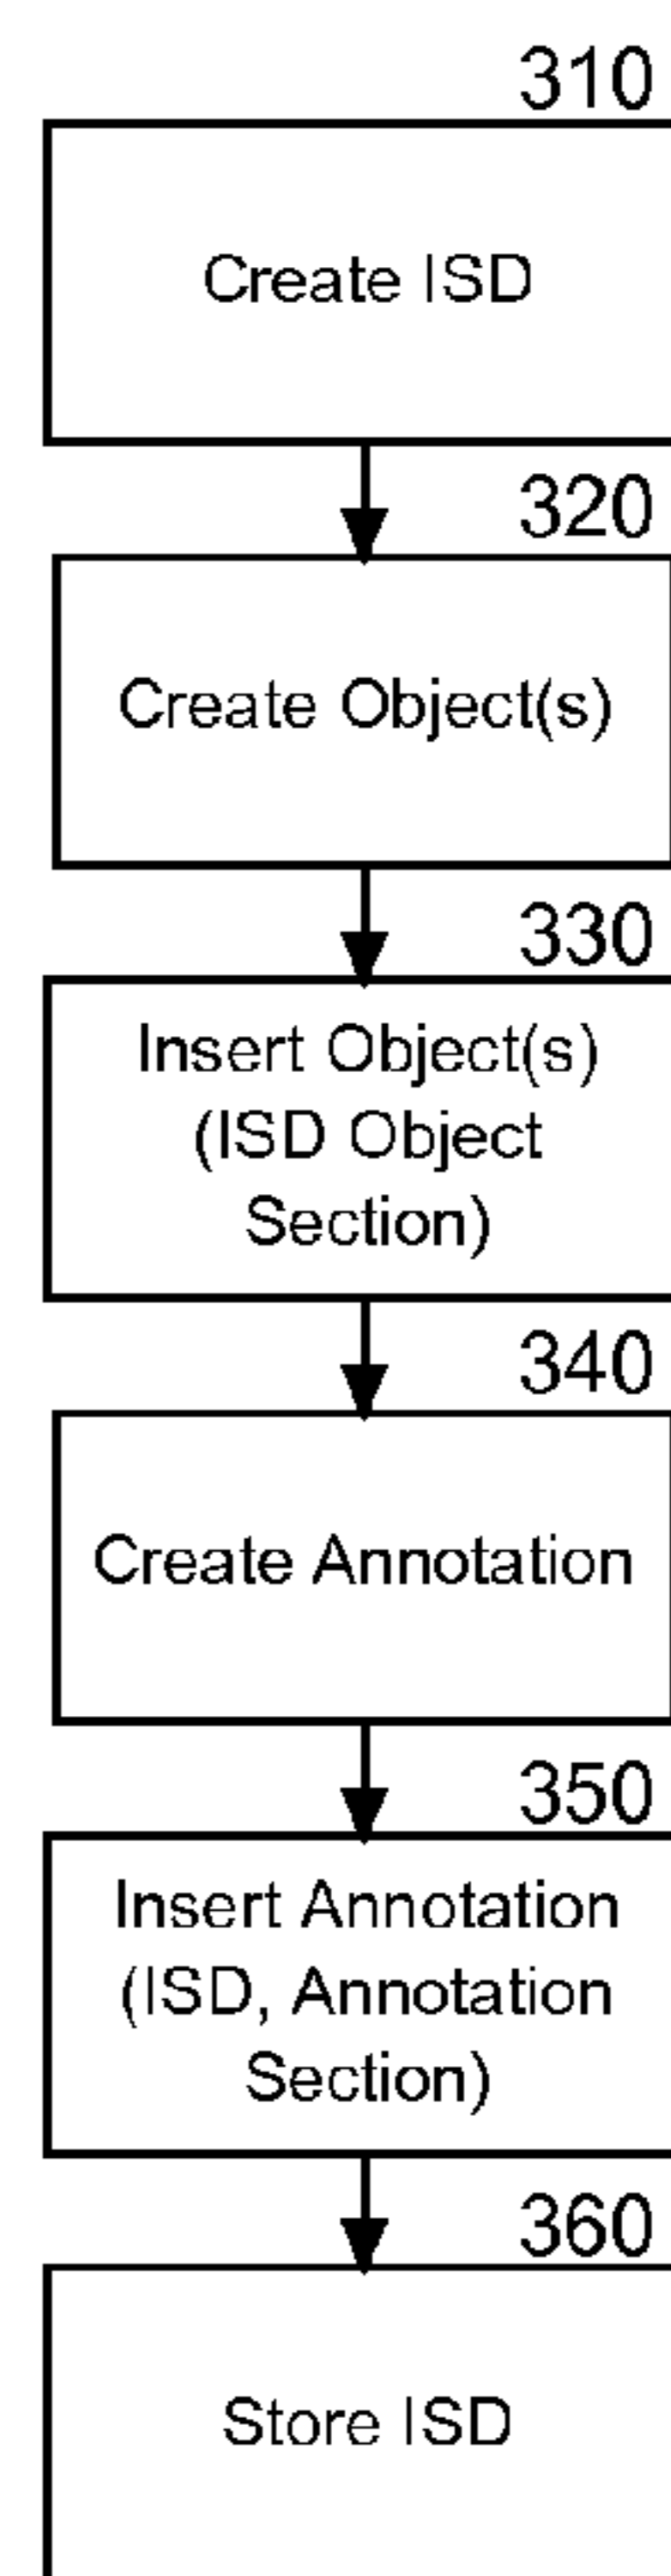 310
Create ISD
320
Create Object(s)
330
Insert Object(s)
(ISD Object
Section)
340
Create Annotation
350
Insert Annotation
(ISD, Annotation
Section)
360
Store ISD